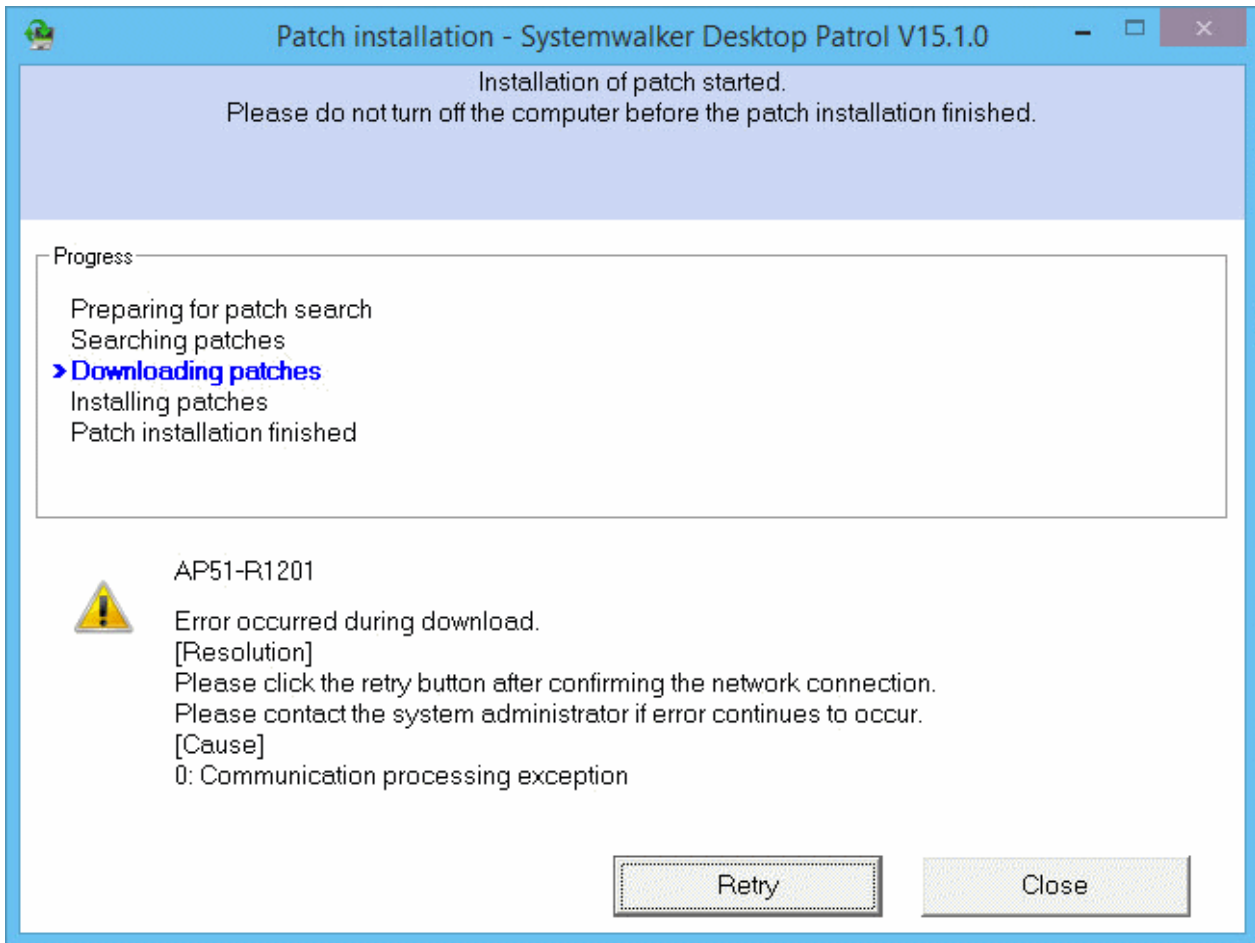 Patch installation - Systemwalker Desktop Patrol V15.1.0
Installation of patch started.
Please do not turn off the computer before the patch installation finished.
Progress
Preparing for patch search
Searching patches
> Downloading patches
Installing patches
Patch installation finished
AP51-R1201
Error occurred during download.
[Resolution]
Please click the retry button after confirming the network connection.
Please contact the system administrator if error continues to occur.
[Cause]
0: Communication processing exception
Retry
Close